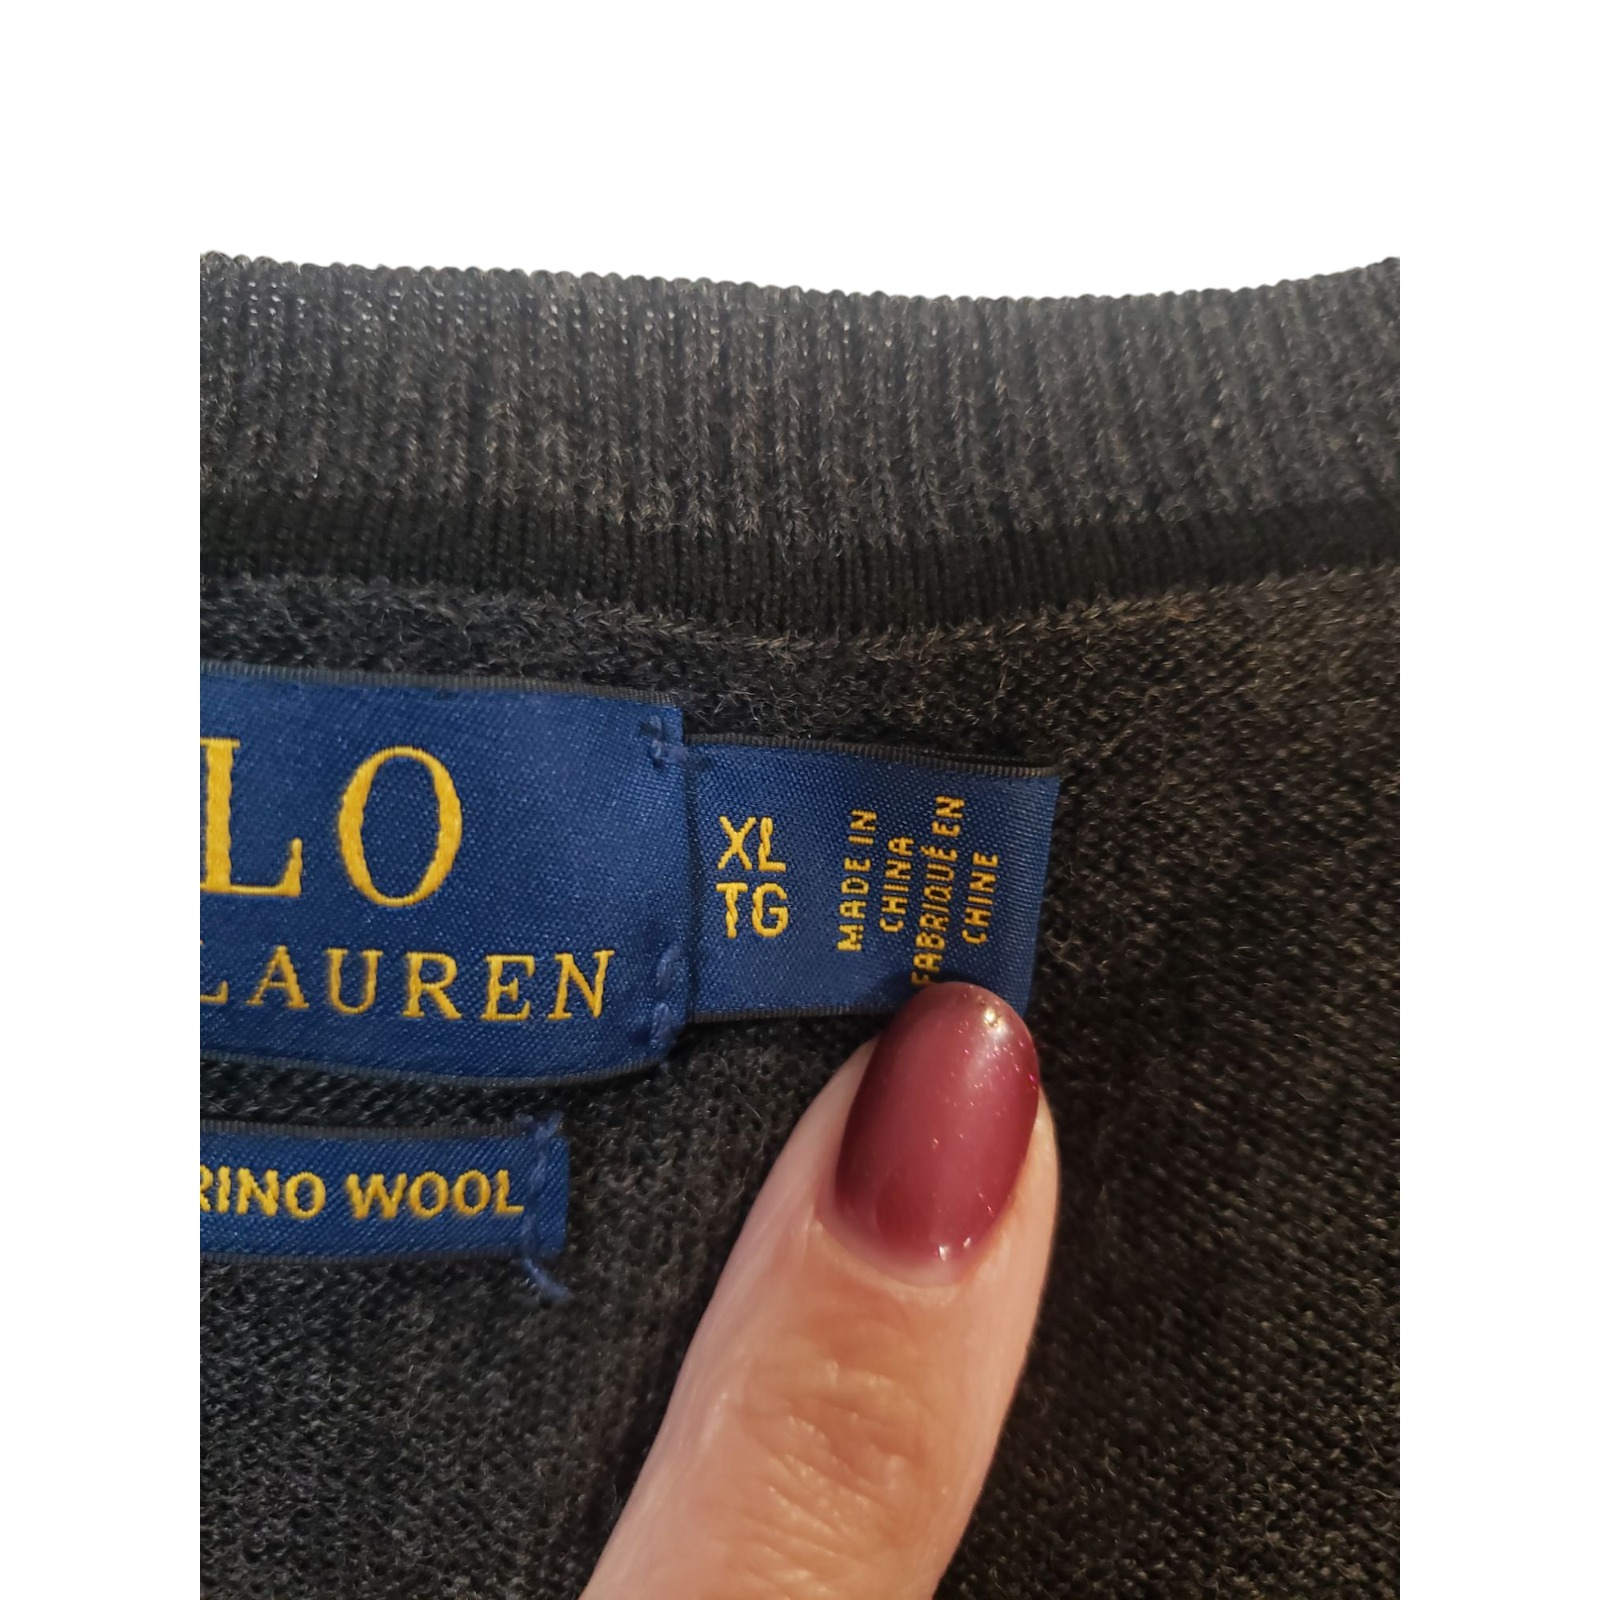 LO
LAUREN
XL
TG
MADE IN
CHINA
FABRIQUÉ EN
CHINE
RINO WOOL